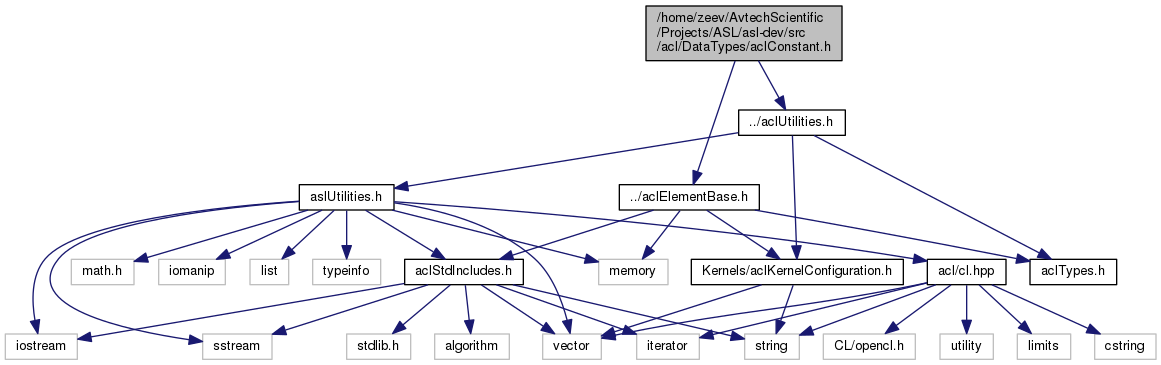 /home/zeev/AvtechScientific
/Projects/ASL/asl-dev/src
/acl/DataTypes/aclConstant.h
../aclUtilities.h
aslUtilities.h
../aclElementBase.h
math.h
iomanip
list
typeinfo
aclStdIncludes.h
memory
Kernels/aclKernelConfiguration.h
acl/cl.hpp
aclTypes.h
iostream
sstream
stdlib.h
algorithm
vector
iterator
string
CL/opencl.h
utility
limits
cstring